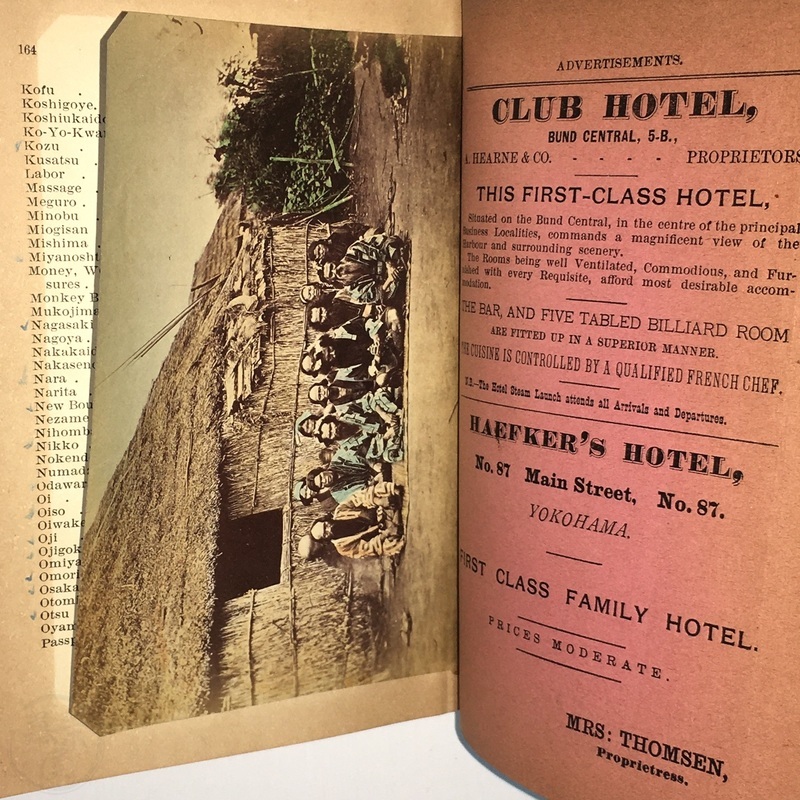 164
Kofu .
Koshigoye.
Koshiukaido
Ko-Yo-Kwa
Kozu .
Kusatsu .
Labor .
Massage .
Meguro .
Minobu .
Miogisan
Mishima .
Miyanosht
Money, W
sures .
Monkey B
Mukojima
Nagasaki
Nagoya .
Nakakaid
Nakasend
Nara .
Narita .
New Bou
Nezame
Nihomb
Nikko .
Nokend
Numad
Odawar
Oi .
Oiso .
Oiwake
Oji .
Ojigok
Omiya
Omori
Osaka
Otomi
Otsu .
Oyam
Passp
ADVERTISEMENTS.
CLUB HOTEL,
BUND CENTRAL, 5-B.,
HEARNE & CO. - - - - PROPRIETORS
THIS FIRST-CLASS HOTEL,
Situated on the Bund Central, in the centre of the principal
Business Localities, commands a magnificent view of the
Harbour and surrounding scenery.
The Rooms being well Ventilated, Commodious, and Fur-
nished with every Requisite, afford most desirable accom-
modation.
THE BAR, AND FIVE TABLED BILLIARD ROOM
ARE FITTED UP IN A SUPERIOR MANNER.
THE CUISINE IS CONTROLLED BY A QUALIFIED FRENCH CHEF.
N.B.—The Hotel Steam Launch attends all Arrivals and Departures.
HAEFKER'S HOTEL,
No. 87 Main Street, No. 87.
YOKOHAMA.
FIRST CLASS FAMILY HOTEL.
PRICES MODERATE.
MRS: THOMSEN,
Proprietress.